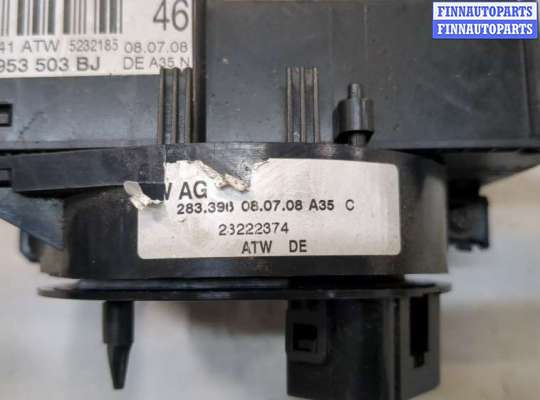 FINNAUTOPARTS
FINNAUTOPARTS
46
41 ATW 5232185 08.07.08
953 503 BJ DE A35 N
W AG
283.398 08.07.08 A35 C
23222374
ATW DE